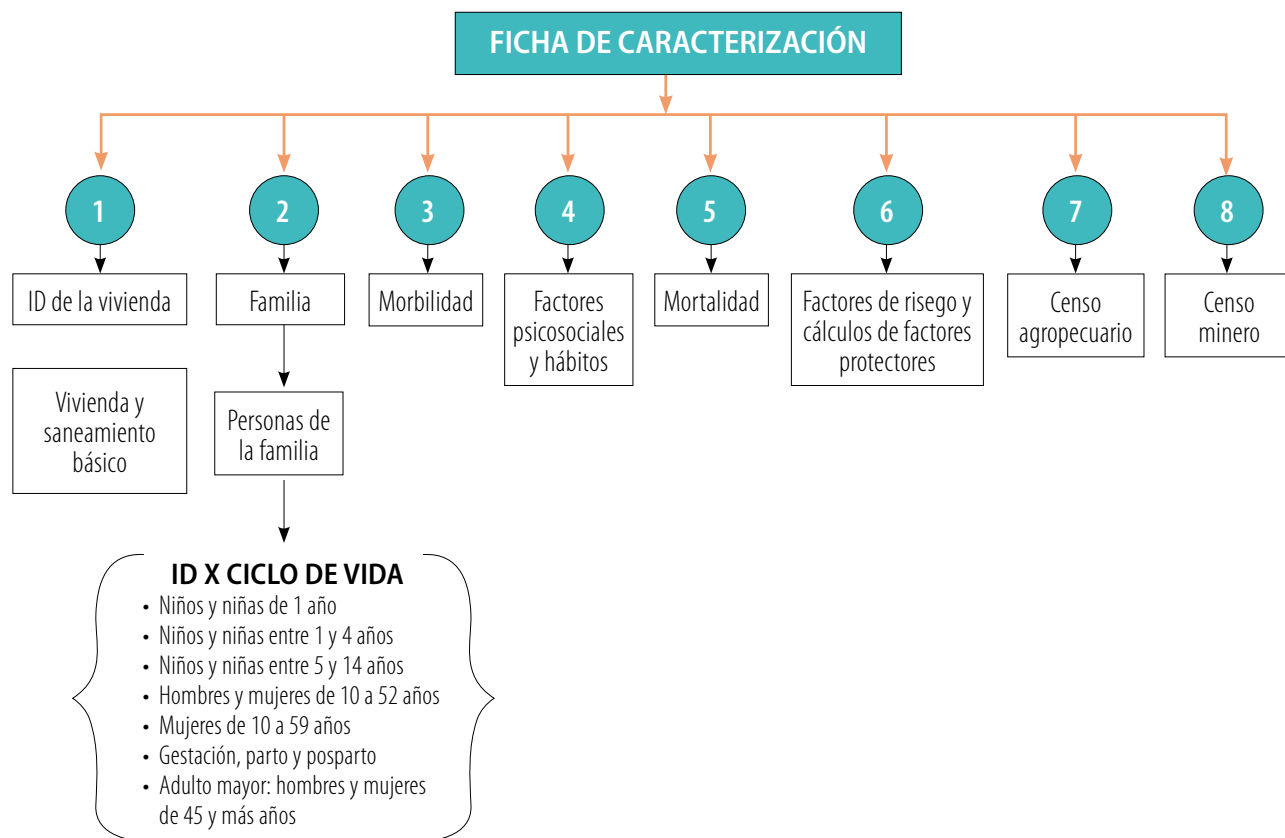 FICHA DE CARACTERIZACIÓN
1
2
3
4
5
6
7
8
ID de la vivienda
Familia
Morbilidad
Factores
psicosociales
y hábitos
Mortalidad
Factores de risego y
cálculos de factores
protectores
Censo
agropecuario
Censo
minero
Vivienda y
saneamiento
básico
Personas de
la familia
ID X CICLO DE VIDA
• Niños y niñas de 1 año
• Niños y niñas entre 1 y 4 años
• Niños y niñas entre 5 y 14 años
• Hombres y mujeres de 10 a 52 años
• Mujeres de 10 a 59 años
• Gestación, parto y posparto
• Adulto mayor: hombres y mujeres
de 45 y más años